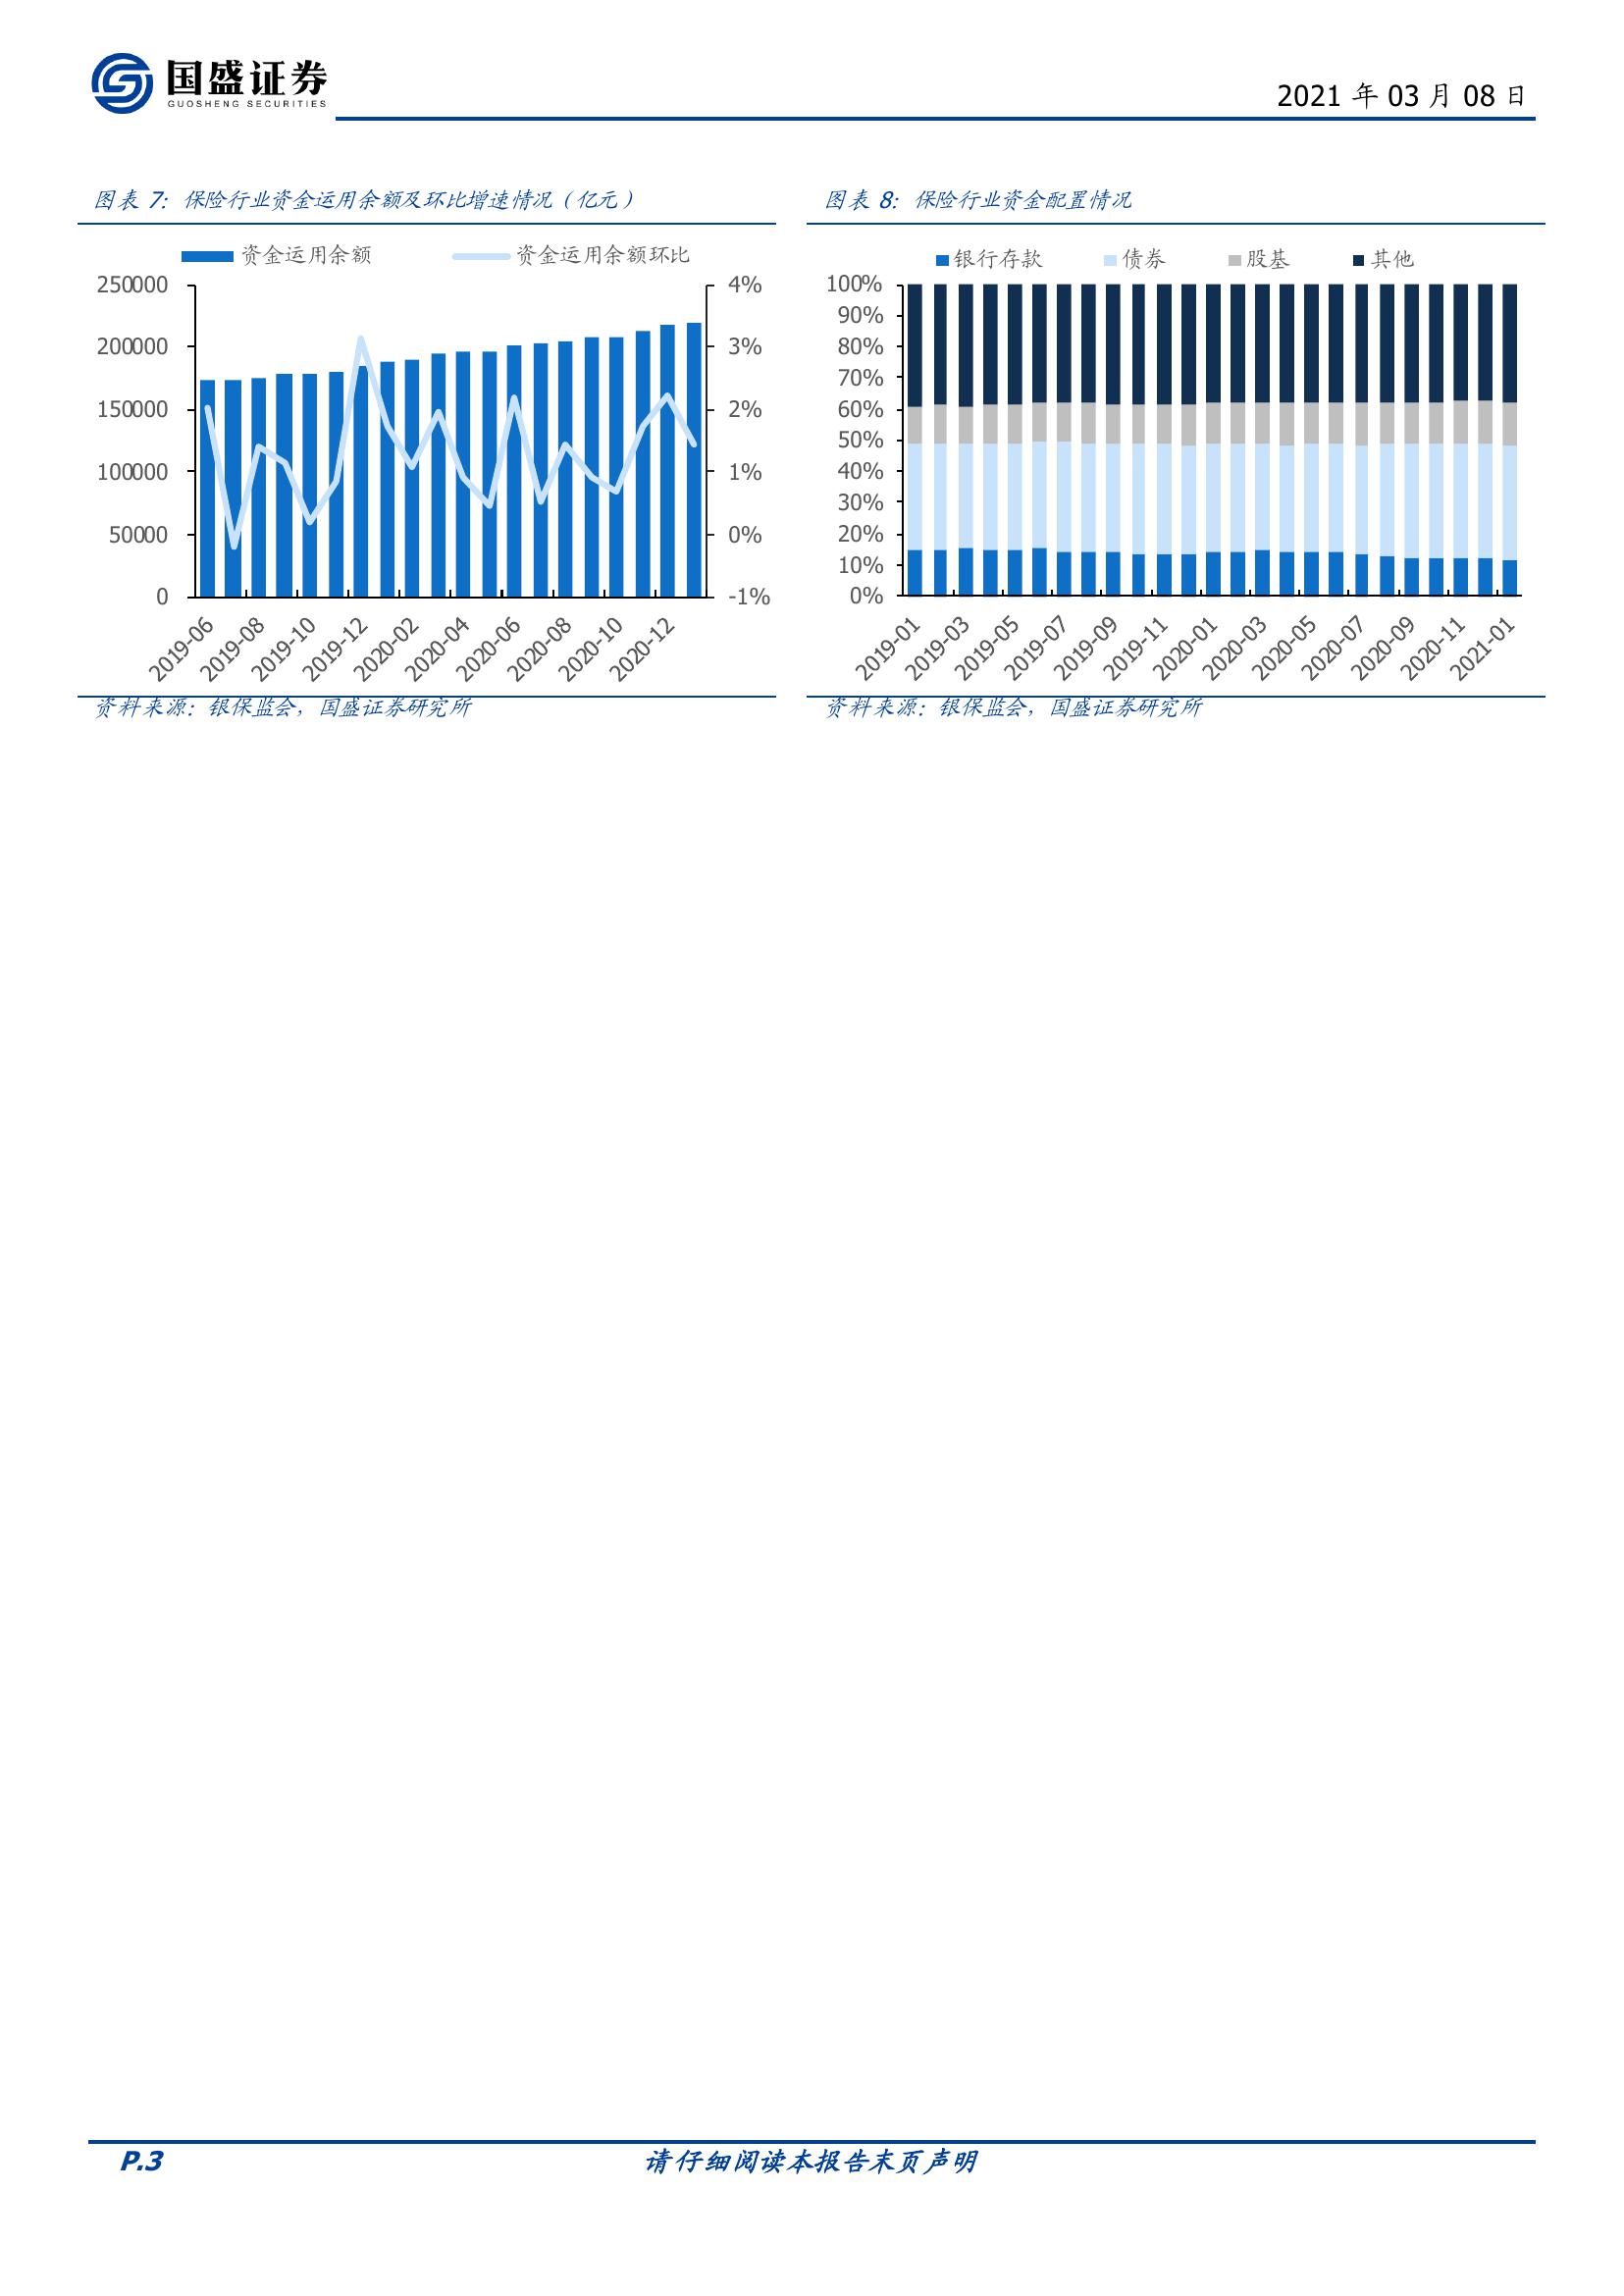 国盛证券
GUOSHENG SECURITIES
2021 年 03 月 08 日
图表 7: 保险行业资金运用余额及环比增速情况（亿元）
资金运用余额 资金运用余额环比
250000
200000
150000
100000
50000
0
4%
3%
2%
1%
0%
-1%
2019-06 2019-08 2019-10 2019-12 2020-02 2020-04 2020-06 2020-08 2020-10 2020-12
资料来源：银保监会，国盛证券研究所
图表 8: 保险行业资金配置情况
银行存款 债券 股基 其他
100%
90%
80%
70%
60%
50%
40%
30%
20%
10%
0%
2019-01 2019-03 2019-05 2019-07 2019-09 2019-11 2020-01 2020-03 2020-05 2020-07 2020-09 2020-11 2021-01
资料来源：银保监会，国盛证券研究所
P.3 请仔细阅读本报告末页声明